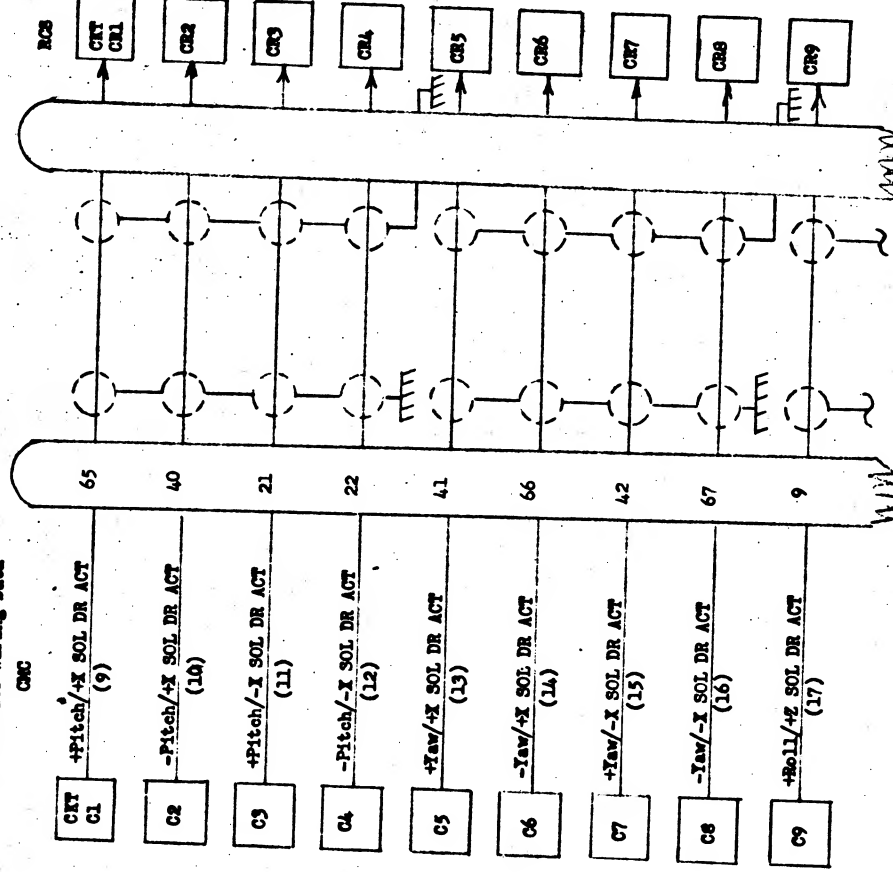 Wiring Data
CMC
RCS
CKT
C1
+Pitch/+X SOL DR ACT
(9)
65
CKT
CR1
C2
-Pitch/+X SOL DR ACT
(10)
40
CR2
C3
+Pitch/-X SOL DR ACT
(11)
21
CR3
C4
-Pitch/-X SOL DR ACT
(12)
22
CR4
C5
+Yaw/+X SOL DR ACT
(13)
41
CR5
C6
-Yaw/+X SOL DR ACT
(14)
66
CR6
C7
+Yaw/-X SOL DR ACT
(15)
42
CR7
C8
-Yaw/-X SOL DR ACT
(16)
67
CR8
C9
+Roll/+Z SOL DR ACT
(17)
9
CR9